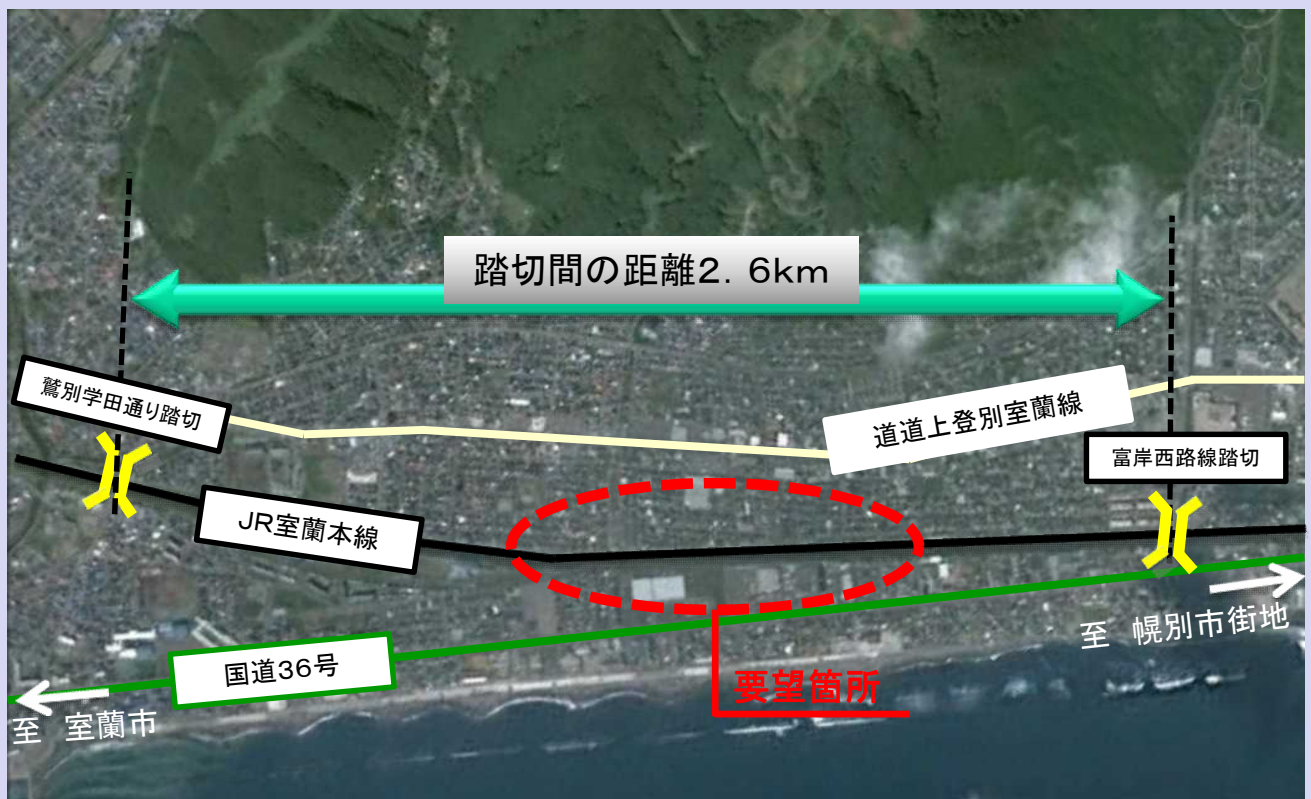 踏切間の距離2．6km
鷲別学田通り踏切
道道上登別室蘭線
富岸西路線踏切
JR室蘭本線
至　幌別市街地
国道36号
要望箇所
至　室蘭市